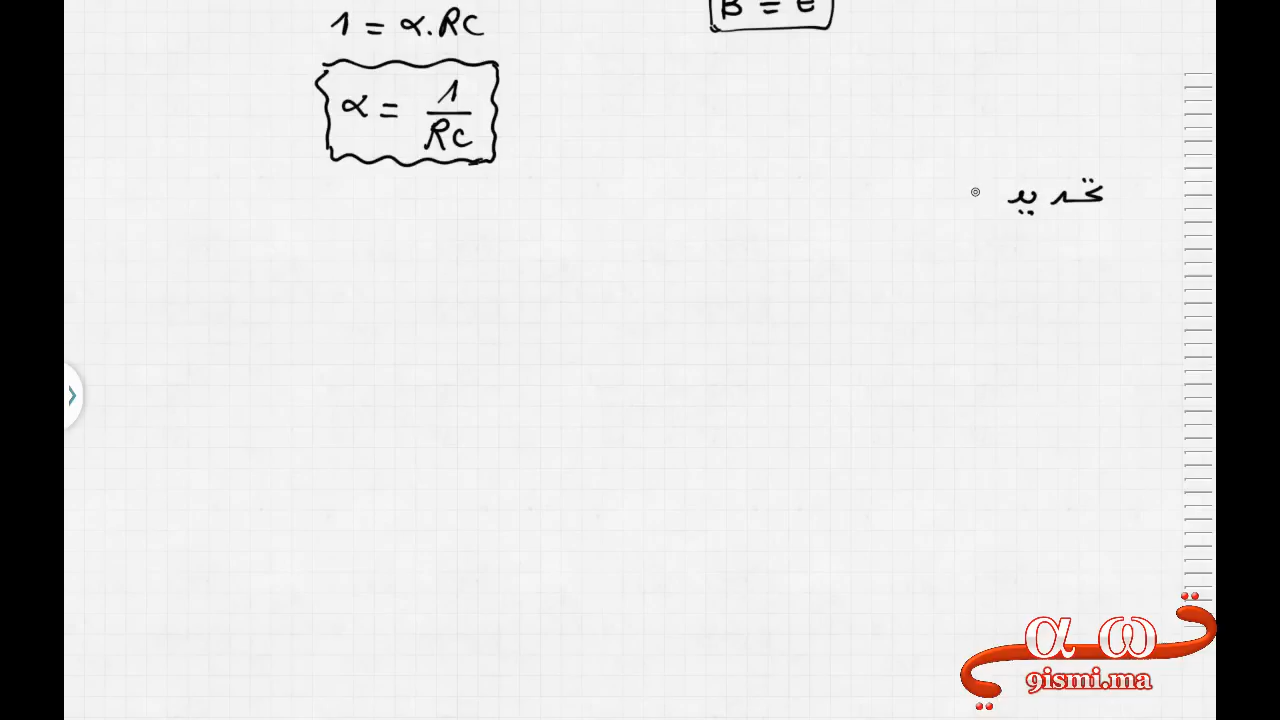 1 = α.RC
B = e
α = 1/RC
تحديد
α ω
9ismi.ma